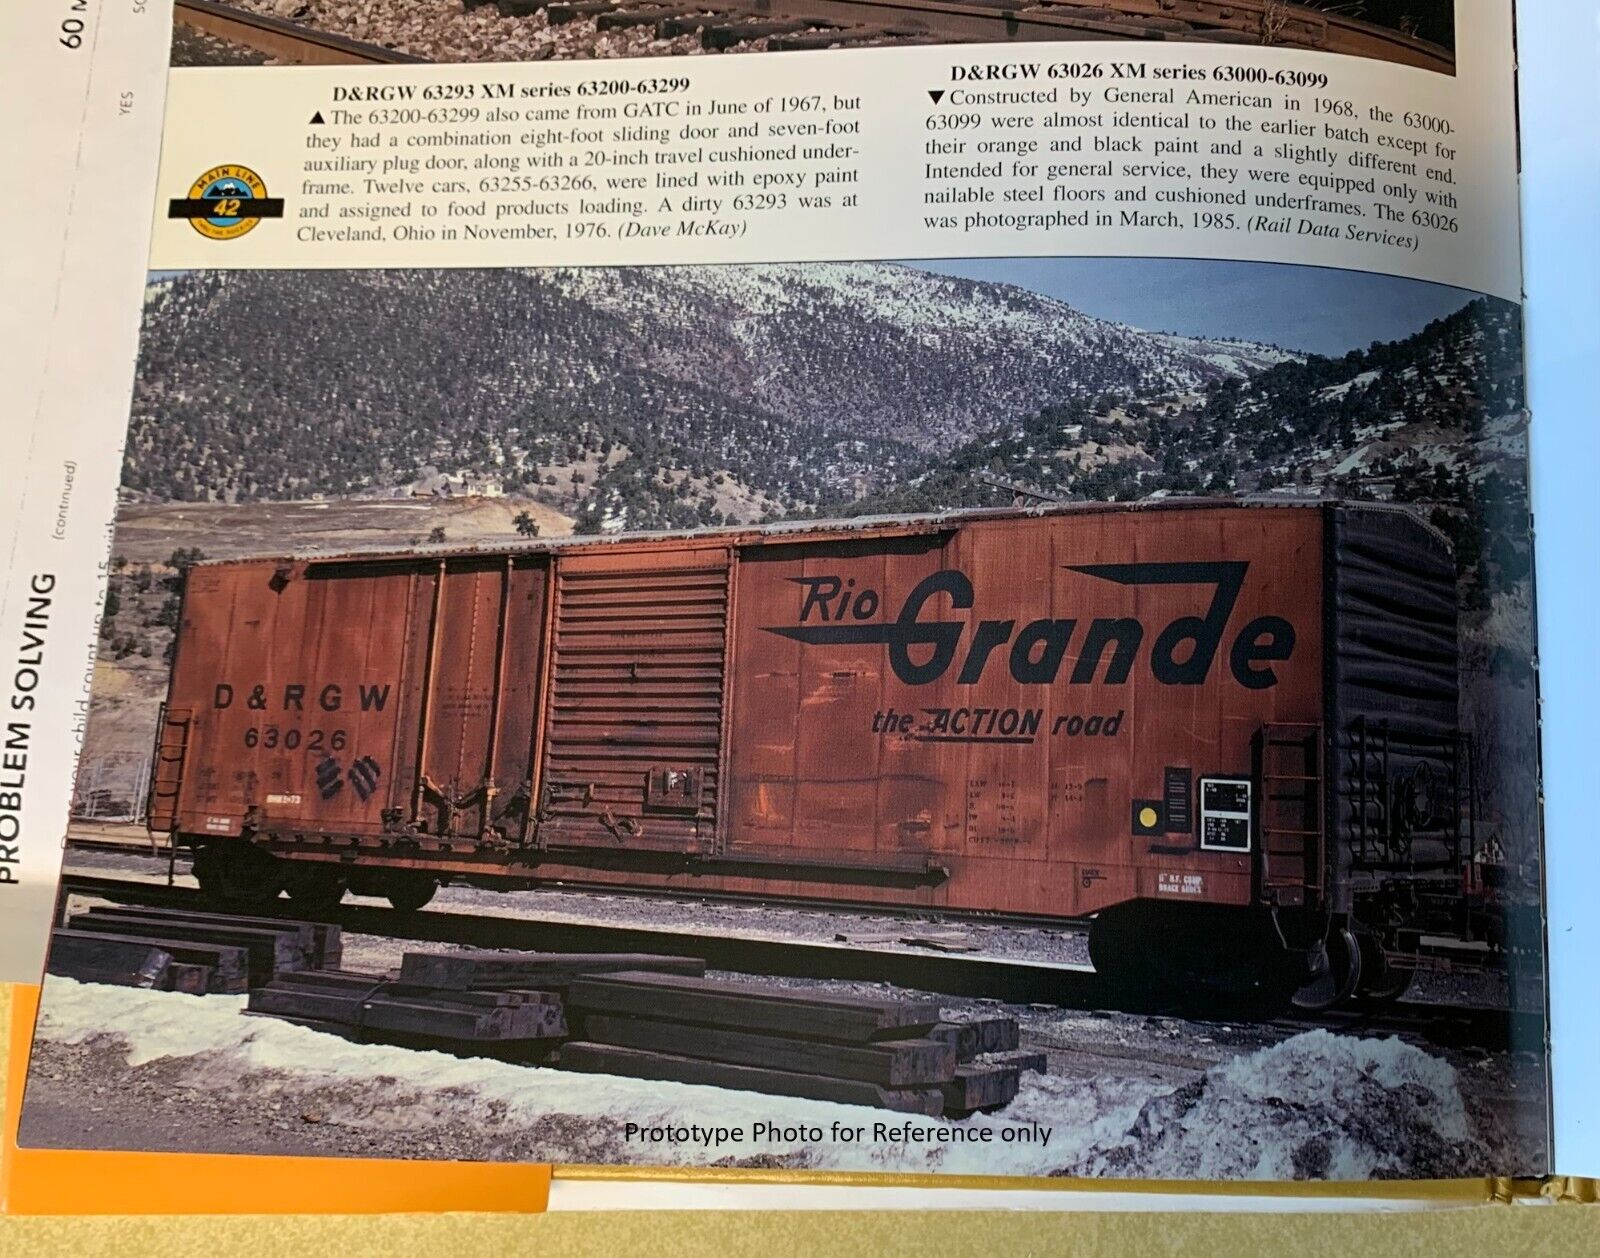 60 M
SC
YES
PROBLEM SOLVING
(continued)
D&RGW 63293 XM series 63200-63299
▲ The 63200-63299 also came from GATC in June of 1967, but
they had a combination eight-foot sliding door and seven-foot
auxiliary plug door, along with a 20-inch travel cushioned under-
frame. Twelve cars, 63255-63266, were lined with epoxy paint
and assigned to food products loading. A dirty 63293 was at
Cleveland, Ohio in November, 1976. (Dave McKay)
MAIN LINE
42
THRU THE ROCKIES
D&RGW 63026 XM series 63000-63099
▼ Constructed by General American in 1968, the 63000-
63099 were almost identical to the earlier batch except for
their orange and black paint and a slightly different end.
Intended for general service, they were equipped only with
nailable steel floors and cushioned underframes. The 63026
was photographed in March, 1985. (Rail Data Services)
Rio
Grande
the ACTION road
D & R G W
63026
Prototype Photo for Reference only